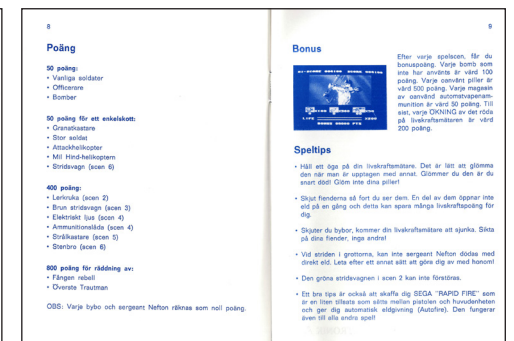 8
Poäng
50 poäng:
• Vanliga soldater
• Officerare
• Bomber
50 poäng för ett enkelskott:
• Granatkastare
• Stor soldat
• Attackhelikopter
• Mil Hind-helikoptern
• Stridsvagn (scen 6)
400 poäng:
• Lerkruka (scen 2)
• Brun stridsvagn (scen 3)
• Elektriskt ljus (scen 4)
• Ammunitionslåda (scen 4)
• Strålkastare (scen 5)
• Stenbro (scen 6)
800 poäng för räddning av:
• Fången rebell
• Överste Trautman
OBS: Varje bybo och sergeant Nefton räknas som noll poäng.
9
Bonus
Efter varje spelscen, får du
bonuspoäng. Varje bomb som
inte har använts är värd 100
poäng. Varje oanvänt piller är
värd 500 poäng. Varje magasin
av oanvänd automatvapenam-
munition är värd 50 poäng. Till
sist, varje ÖKNING av det röda
på livskraftsmätaren är värd
200 poäng.
Speltips
• Håll ett öga på din livskraftsmätare. Det är lätt att glömma
den när man är upptagen med annat. Glömmer du den är du
snart död! Glöm inte dina piller!
• Skjut fienderna så fort du ser dem. En del av dem öppnar inte
eld på en gång och detta kan spara många livskraftspoäng för
dig.
• Skjuter du bybor, kommer din livskraftsmätare att sjunka. Sikta
på dina fiender, inga andra!
• Vid striden i grottorna, kan inte sergeant Nefton dödas med
direkt eld. Leta efter ett annat sätt att göra dig av med honom!
• Den gröna stridsvagnen i scen 2 kan inte förstöras.
• Ett bra tips är också att skaffa dig SEGA "RAPID FIRE" som
är en liten tillsats som sätts mellan pistolen och huvudenheten
och ger dig automatisk eldgivning (Autofire). Den fungerar
även till alla andra spel!